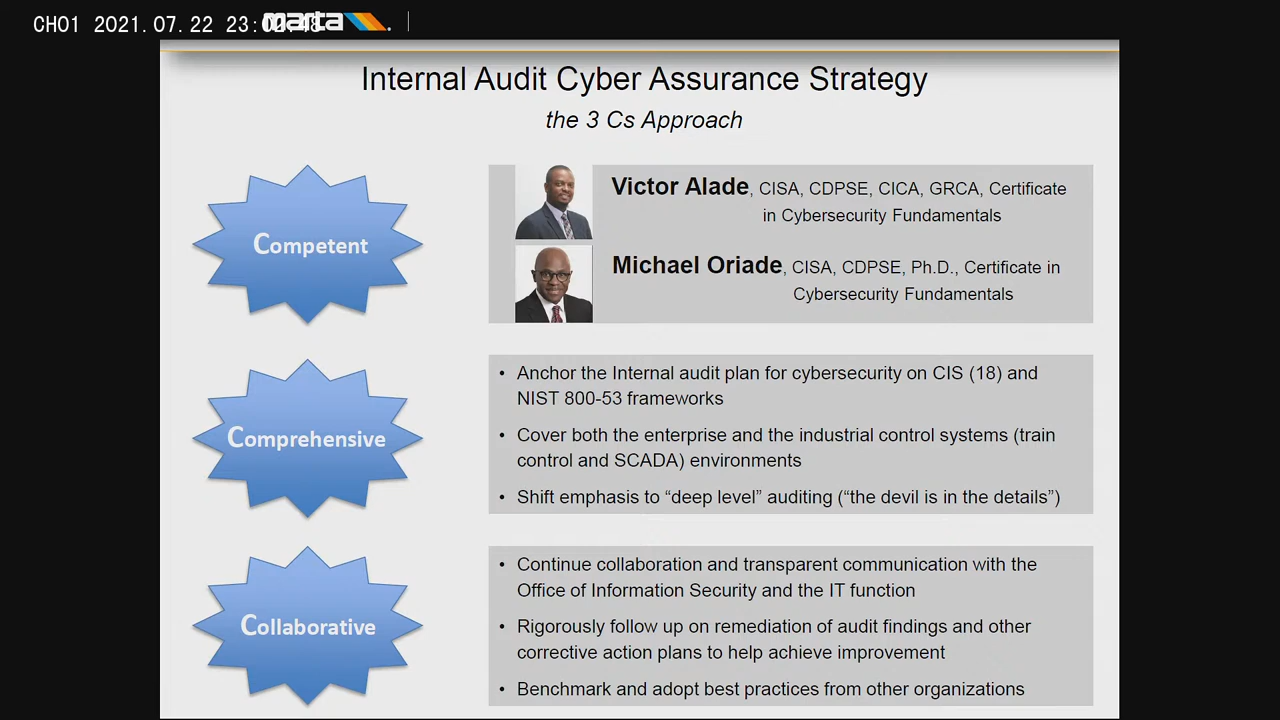 CH01 2021.07.22 23:0
marta
Internal Audit Cyber Assurance Strategy
the 3 Cs Approach
Competent
Victor Alade, CISA, CDPSE, CICA, GRCA, Certificate
in Cybersecurity Fundamentals
Michael Oriade, CISA, CDPSE, Ph.D., Certificate in
Cybersecurity Fundamentals
Comprehensive
• Anchor the Internal audit plan for cybersecurity on CIS (18) and
NIST 800-53 frameworks
• Cover both the enterprise and the industrial control systems (train
control and SCADA) environments
• Shift emphasis to “deep level” auditing (“the devil is in the details”)
Collaborative
• Continue collaboration and transparent communication with the
Office of Information Security and the IT function
• Rigorously follow up on remediation of audit findings and other
corrective action plans to help achieve improvement
• Benchmark and adopt best practices from other organizations